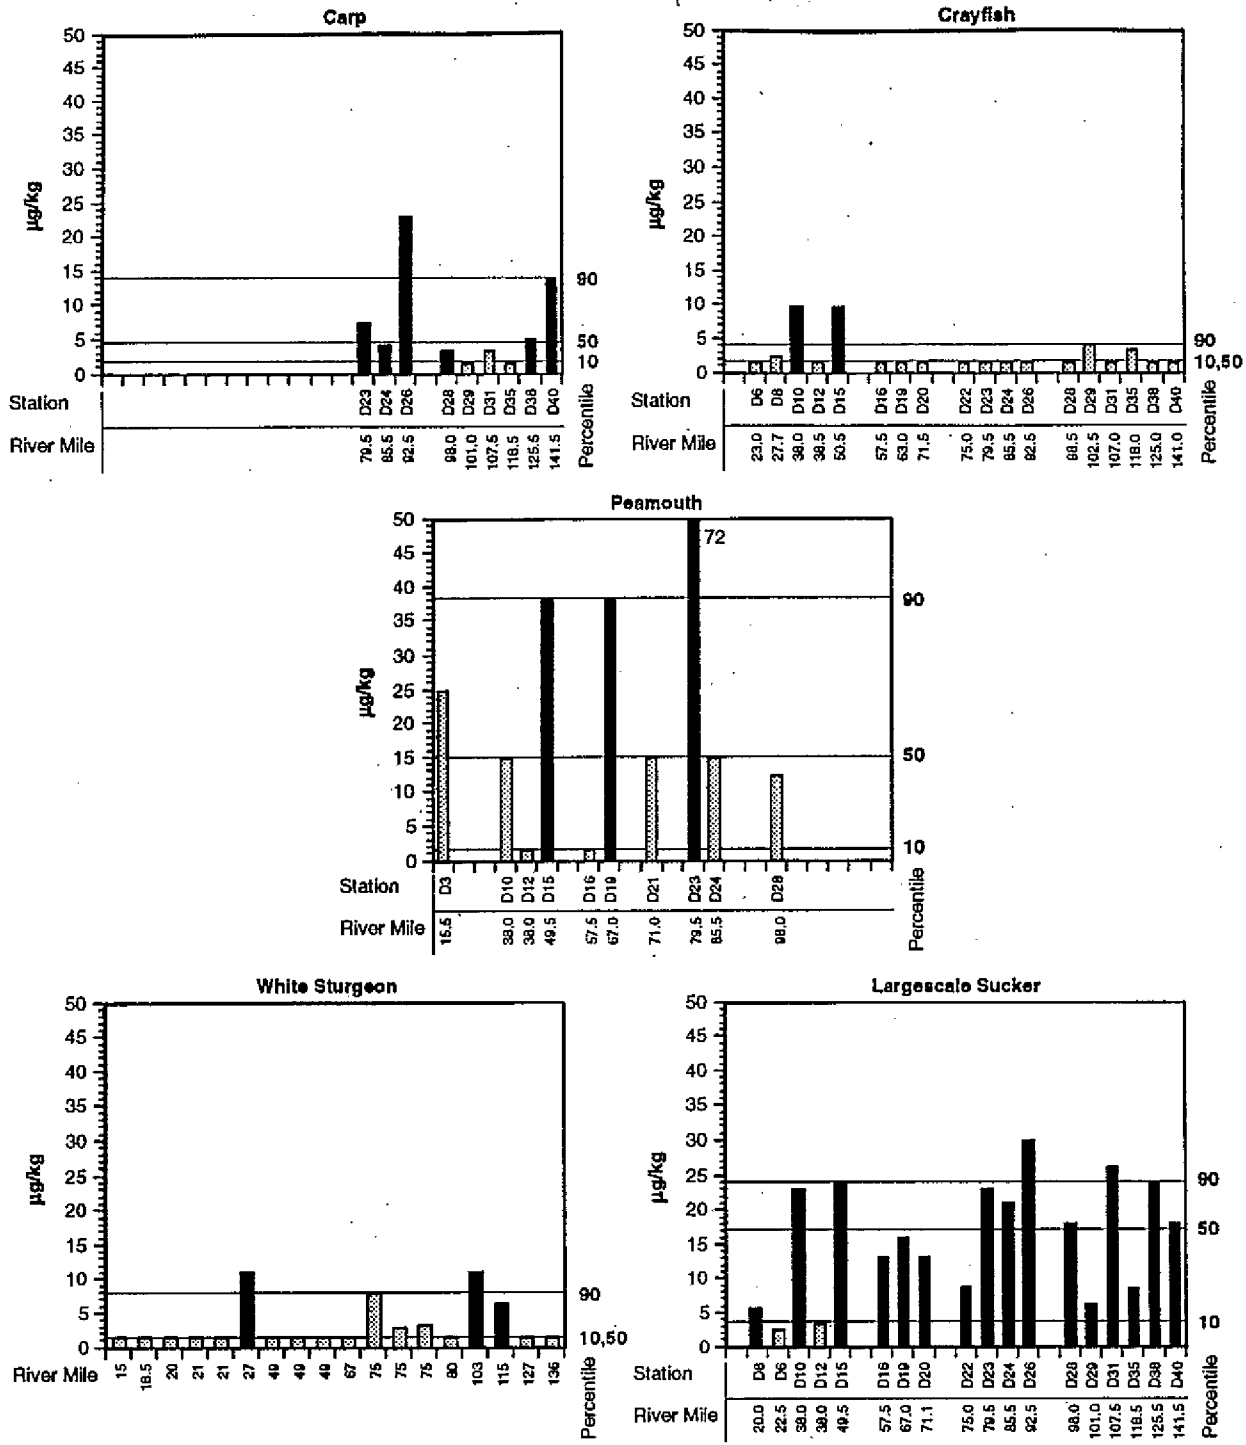 Carp
50
45
40
35
30
25
20
15
10
5
0
µg/kg
90
50
10
Percentile
Station D23 D24 D26 D28 D29 D31 D35 D38 D40
River Mile 79.5 85.5 92.5 98.0 101.0 107.5 118.5 125.5 141.5
Crayfish
50
45
40
35
30
25
20
15
10
5
0
µg/kg
90
10,50
Percentile
Station D6 D8 D10 D12 D15 D16 D19 D20 D22 D23 D24 D26 D28 D29 D31 D35 D38 D40
River Mile 23.0 27.7 38.0 38.5 50.5 57.5 63.0 71.5 75.0 79.5 85.5 92.5 98.5 102.5 107.0 118.0 125.0 141.0
Peamouth
50
45
40
35
30
25
20
15
10
5
0
µg/kg
72
90
50
10
Percentile
Station D3 D10 D12 D15 D16 D19 D21 D23 D24 D28
River Mile 15.5 38.0 38.0 49.5 57.5 67.0 71.0 79.5 85.5 98.0
White Sturgeon
50
45
40
35
30
25
20
15
10
5
0
µg/kg
90
10,50
Percentile
River Mile 15 18.5 20 21 21 27 49 49 49 67 75 75 75 80 103 115 127 136
Largescale Sucker
50
45
40
35
30
25
20
15
10
5
0
µg/kg
90
50
10
Percentile
Station D8 D6 D10 D12 D15 D16 D19 D20 D22 D23 D24 D26 D28 D29 D31 D35 D38 D40
River Mile 20.0 22.5 38.0 38.0 49.5 57.5 67.0 71.1 75.0 79.5 85.5 92.5 98.0 101.0 107.5 118.5 125.5 141.5